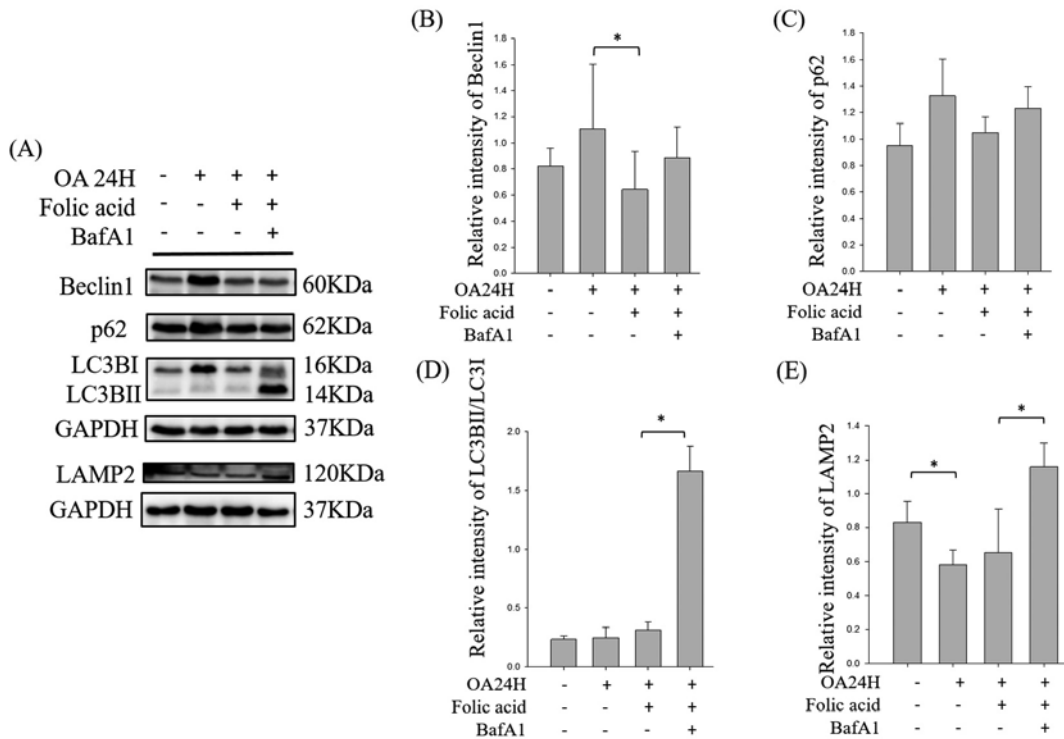 (A)
OA 24H - + + +
Folic acid - - + +
BafA1 - - - +
Beclin1 60KDa
p62 62KDa
LC3BI 16KDa
LC3BII 14KDa
GAPDH 37KDa
LAMP2 120KDa
GAPDH 37KDa
(B)
Relative intensity of Beclin1
1.8
1.6
1.4
1.2
1.0
0.8
0.6
0.4
0.2
0.0
*
OA24H - + + +
Folic acid - - + +
BafA1 - - - +
(C)
Relative intensity of p62
1.8
1.6
1.4
1.2
1.0
0.8
0.6
0.4
0.2
0.0
OA24H - + + +
Folic acid - - + +
BafA1 - - - +
(D)
Relative intensity of LC3BII/LC3I
2.0
1.5
1.0
0.5
0.0
*
OA24H - + + +
Folic acid - - + +
BafA1 - - - +
(E)
Relative intensity of LAMP2
1.4
1.2
1.0
0.8
0.6
0.4
0.2
0.0
*
*
OA24H - + + +
Folic acid - - + +
BafA1 - - - +